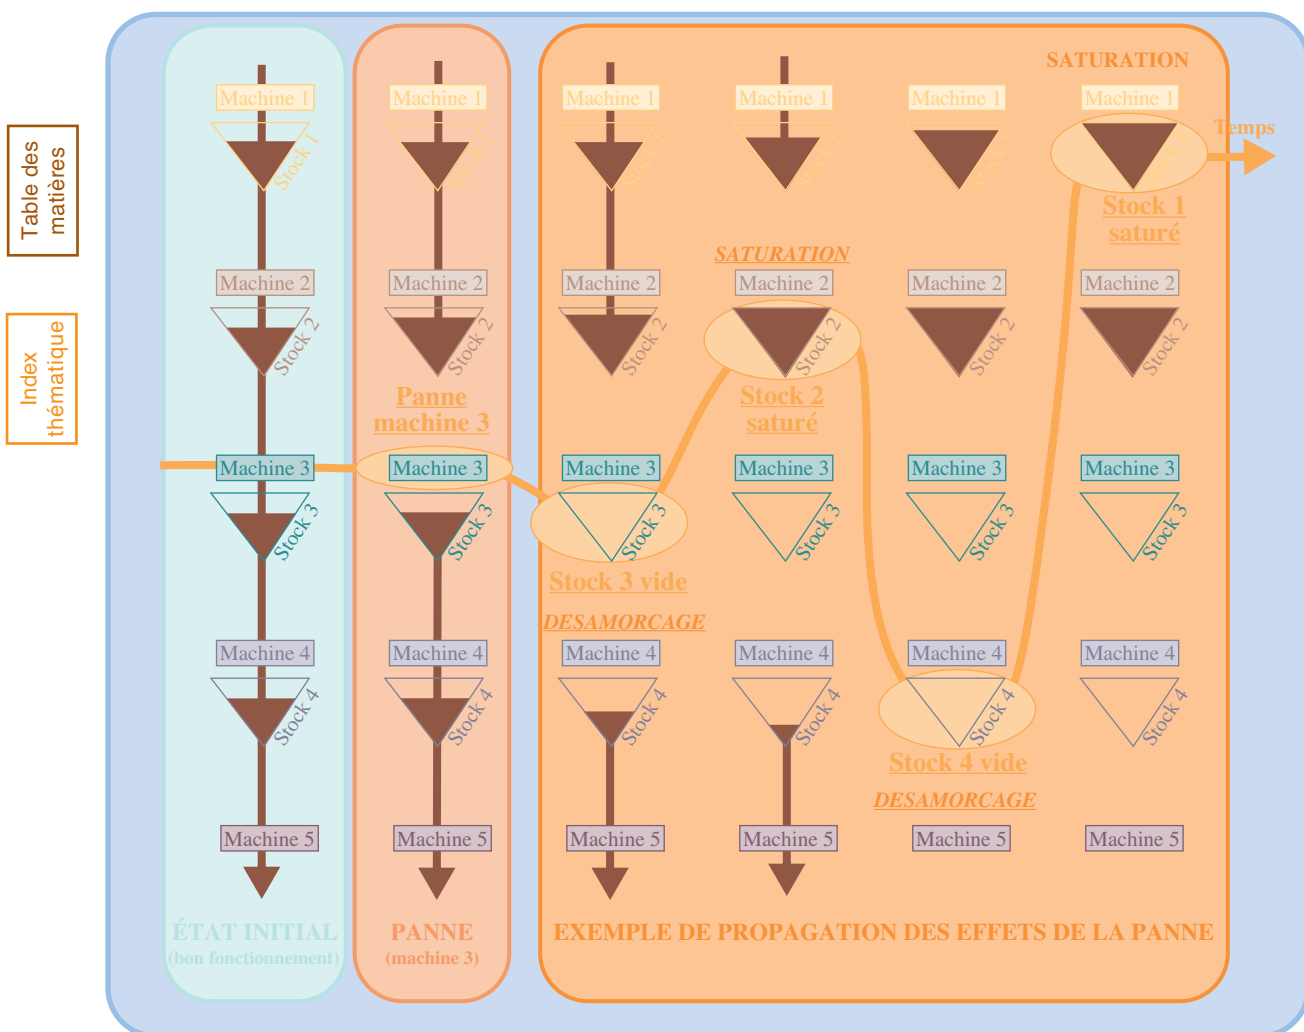 Table des
matières
Index
thématique
SATURATION
Machine 1
Machine 1
Machine 1
Machine 1
Machine 1
Machine 1
Temps
Stock 1
Stock 1
Stock 1
Stock 1
Stock 1
Stock 1
Stock 1
saturé
SATURATION
Machine 2
Machine 2
Machine 2
Machine 2
Machine 2
Machine 2
Stock 2
Stock 2
Stock 2
Stock 2
Stock 2
Stock 2
Panne
machine 3
Stock 2
saturé
Machine 3
Machine 3
Machine 3
Machine 3
Machine 3
Machine 3
Stock 3
Stock 3
Stock 3
Stock 3
Stock 3
Stock 3
Stock 3 vide
DESAMORCAGE
Machine 4
Machine 4
Machine 4
Machine 4
Machine 4
Machine 4
Stock 4
Stock 4
Stock 4
Stock 4
Stock 4
Stock 4
Stock 4 vide
DESAMORCAGE
Machine 5
Machine 5
Machine 5
Machine 5
Machine 5
Machine 5
ÉTAT INITIAL
(bon fonctionnement)
PANNE
(machine 3)
EXEMPLE DE PROPAGATION DES EFFETS DE LA PANNE